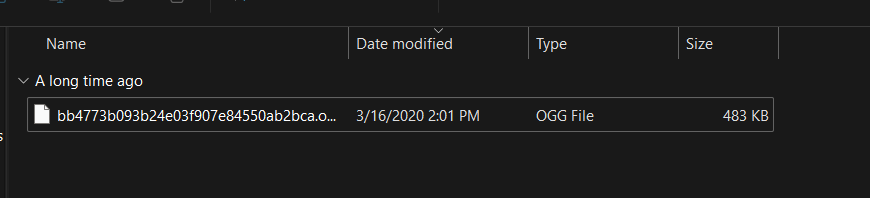 Name Date modified Type Size
A long time ago
bb4773b093b24e03f907e84550ab2bca.o... 3/16/2020 2:01 PM OGG File 483 KB
s